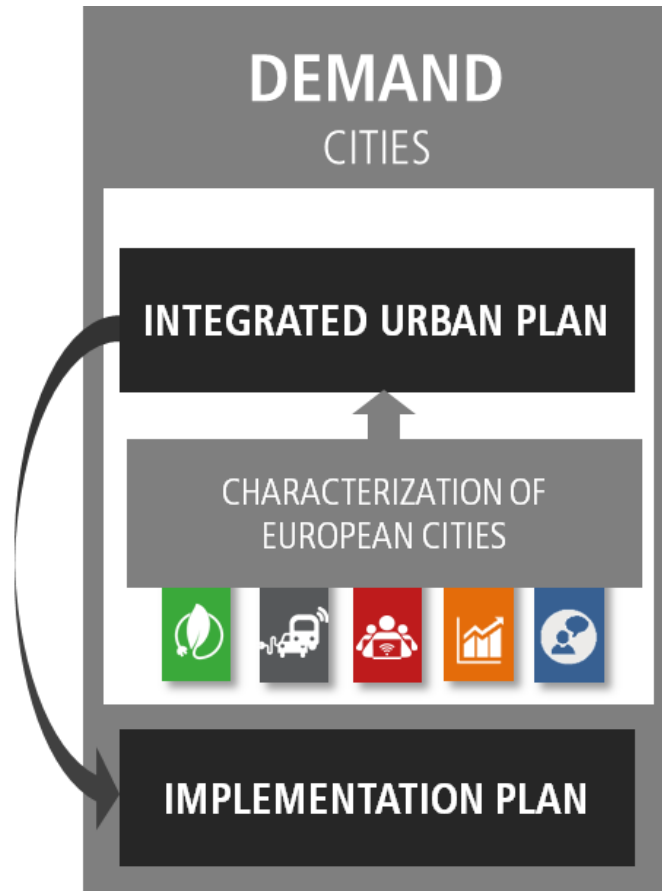 DEMAND
CITIES
INTEGRATED URBAN PLAN
CHARACTERIZATION OF
EUROPEAN CITIES
IMPLEMENTATION PLAN